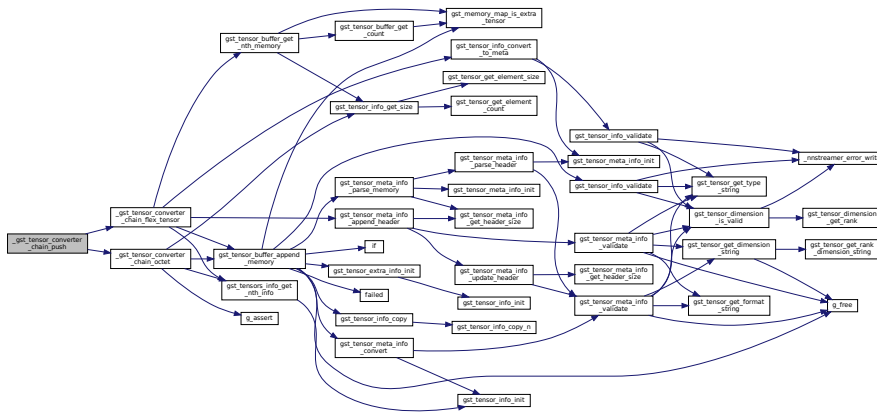 _gst_tensor_converter
_chain_push
_gst_tensor_converter
_chain_flex_tensor
_gst_tensor_converter
_chain_octet
gst_tensor_buffer_get
_nth_memory
gst_tensor_buffer_append
_memory
gst_tensors_info_get
_nth_info
g_assert
gst_tensor_buffer_get
_count
gst_tensor_info_get_size
gst_tensor_meta_info
_parse_memory
gst_tensor_meta_info
_append_header
if
gst_tensor_extra_info_init
failed
gst_tensor_info_copy
gst_tensor_meta_info
_convert
gst_memory_map_is_extra
_tensor
gst_tensor_info_convert
_to_meta
gst_tensor_get_element_size
gst_tensor_get_element
_count
gst_tensor_meta_info
_parse_header
gst_tensor_meta_info_init
gst_tensor_meta_info
_get_header_size
gst_tensor_meta_info
_update_header
gst_tensor_info_init
gst_tensor_info_copy_n
gst_tensor_info_init
gst_tensor_info_validate
gst_tensor_meta_info_init
gst_tensor_info_validate
gst_tensor_meta_info
_validate
gst_tensor_meta_info
_get_header_size
gst_tensor_meta_info
_validate
gst_tensor_get_type
_string
gst_tensor_dimension
_is_valid
gst_tensor_get_dimension
_string
gst_tensor_get_format
_string
_nnstreamer_error_write
gst_tensor_dimension
_get_rank
gst_tensor_get_rank
_dimension_string
g_free